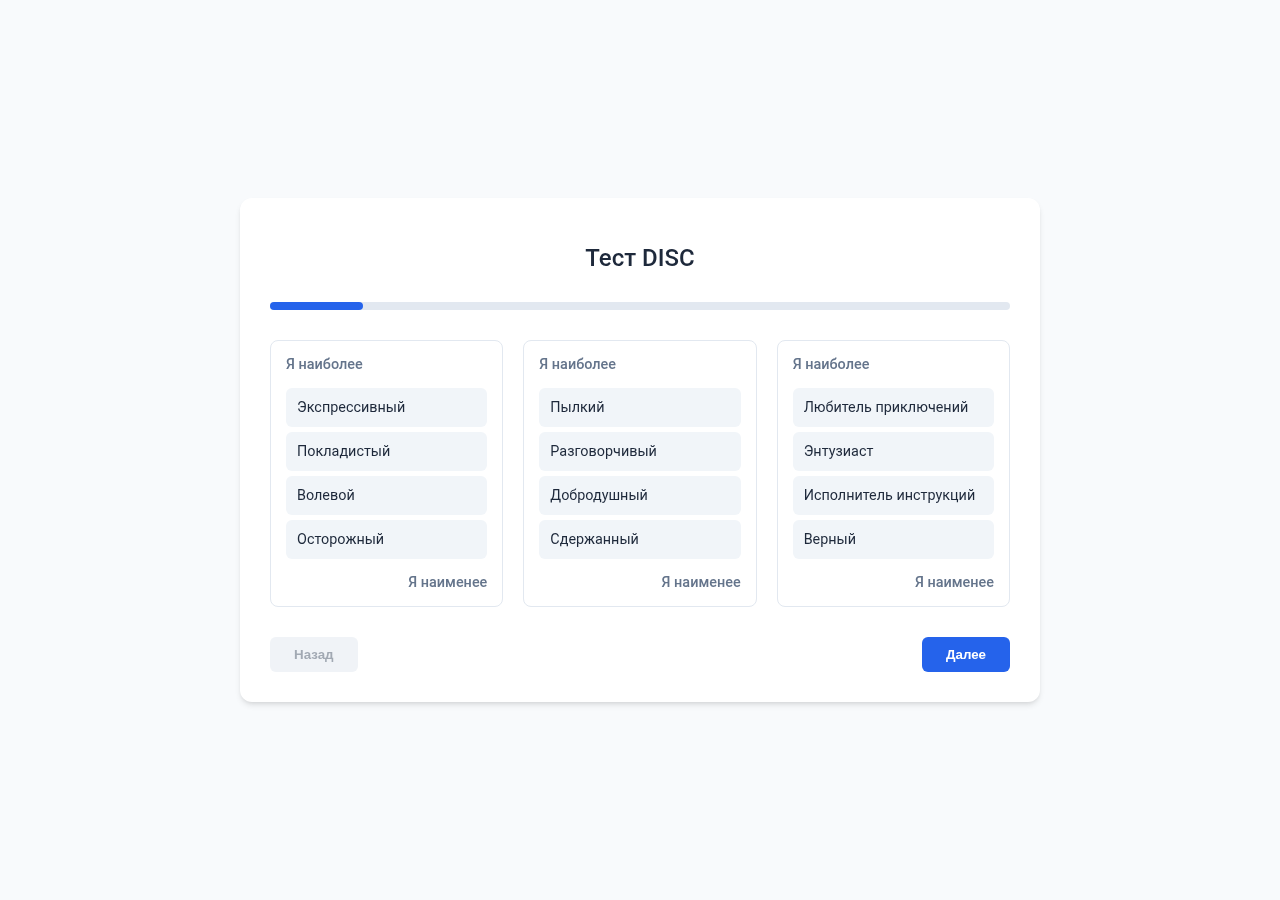 Тест DISC
Я наиболее
Экспрессивный
Покладистый
Волевой
Осторожный
Я наименее
Я наиболее
Пылкий
Разговорчивый
Добродушный
Сдержанный
Я наименее
Я наиболее
Любитель приключений
Энтузиаст
Исполнитель инструкций
Верный
Я наименее
Назад
Далее